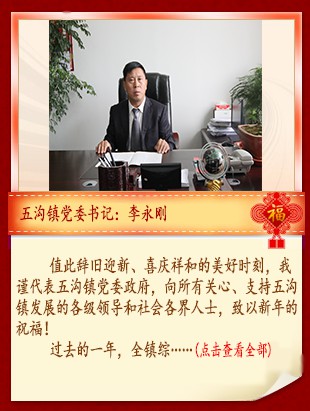 五沟镇党委书记：李永刚
福
值此辞旧迎新、喜庆祥和的美好时刻，我
谨代表五沟镇党委政府，向所有关心、支持五沟
镇发展的各级领导和社会各界人士，致以新年的
祝福！
过去的一年，全镇综……(点击查看全部)